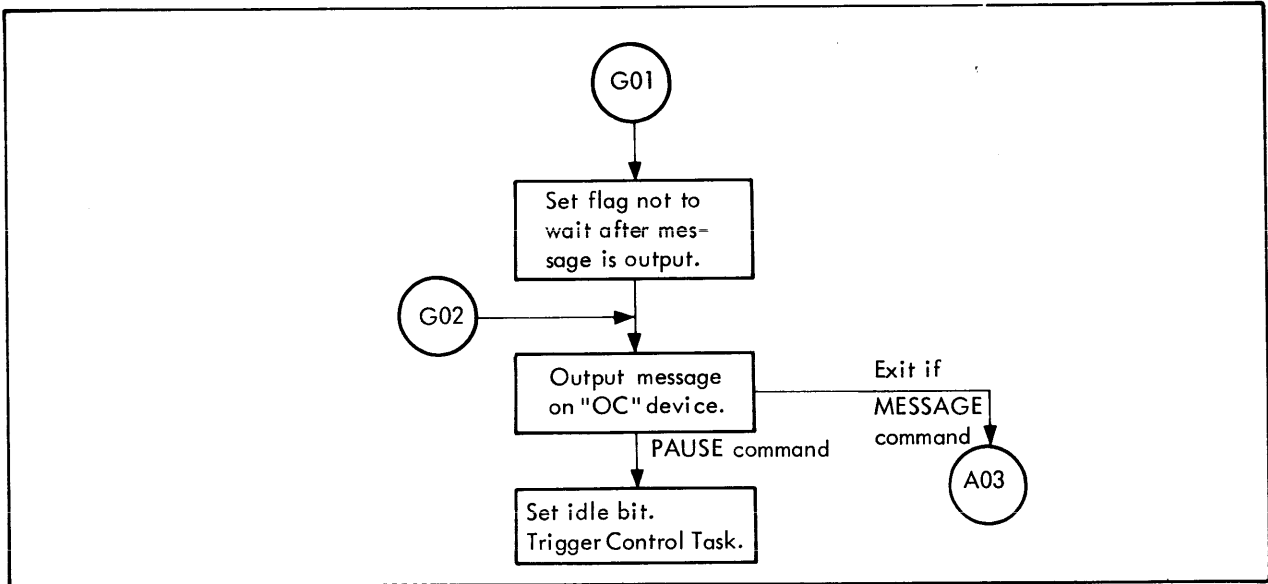 G01
Set flag not to
wait after mes-
sage is output.
G02
Output message
on "OC" device.
Exit if
MESSAGE
command
PAUSE command
A03
Set idle bit.
Trigger Control Task.